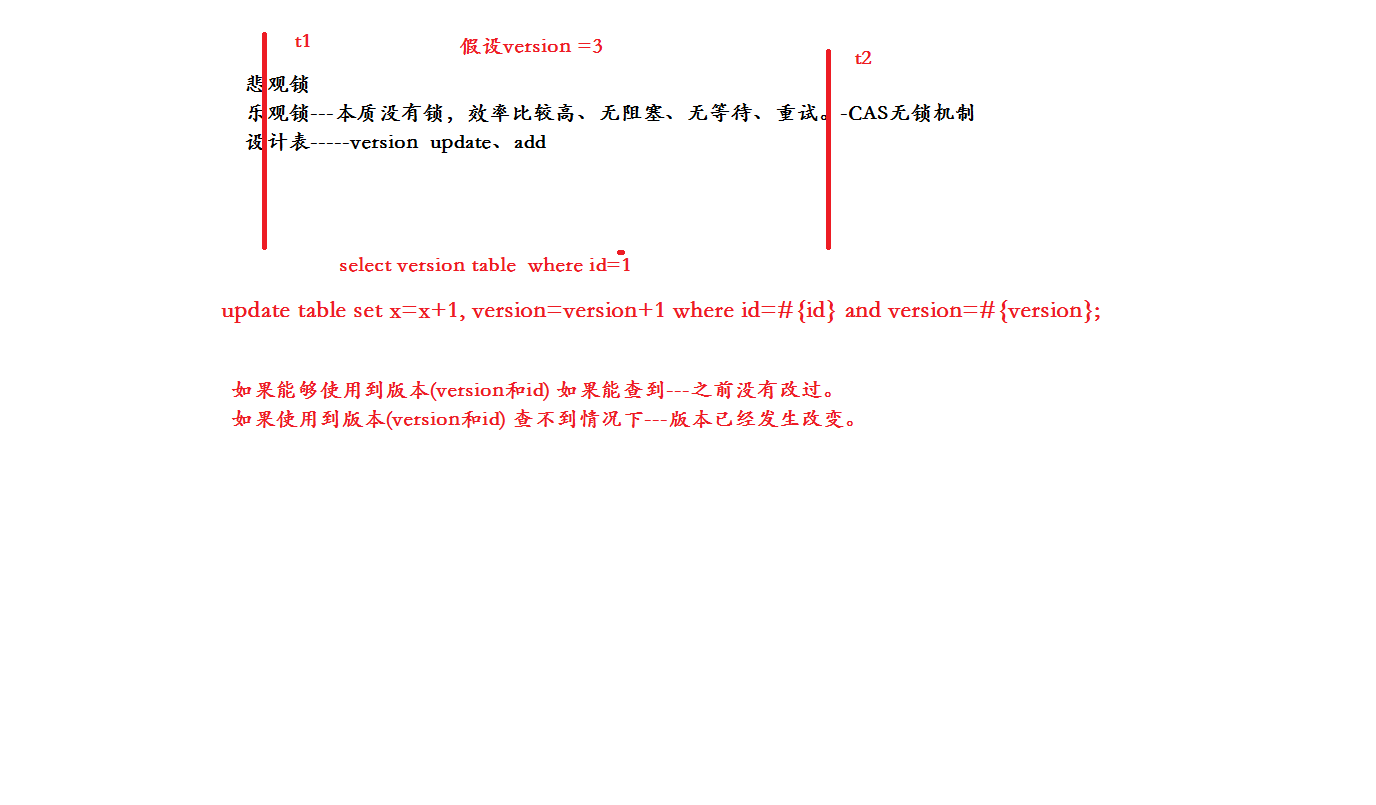 t1
假设version =3
t2
悲观锁
乐观锁---本质没有锁，效率比较高、无阻塞、无等待、重试。-CAS无锁机制
设计表-----version update、add
select version table where id=1
update table set x=x+1, version=version+1 where id=#{id} and version=#{version};
如果能够使用到版本(version和id) 如果能查到---之前没有改过。
如果使用到版本(version和id) 查不到情况下---版本已经发生改变。